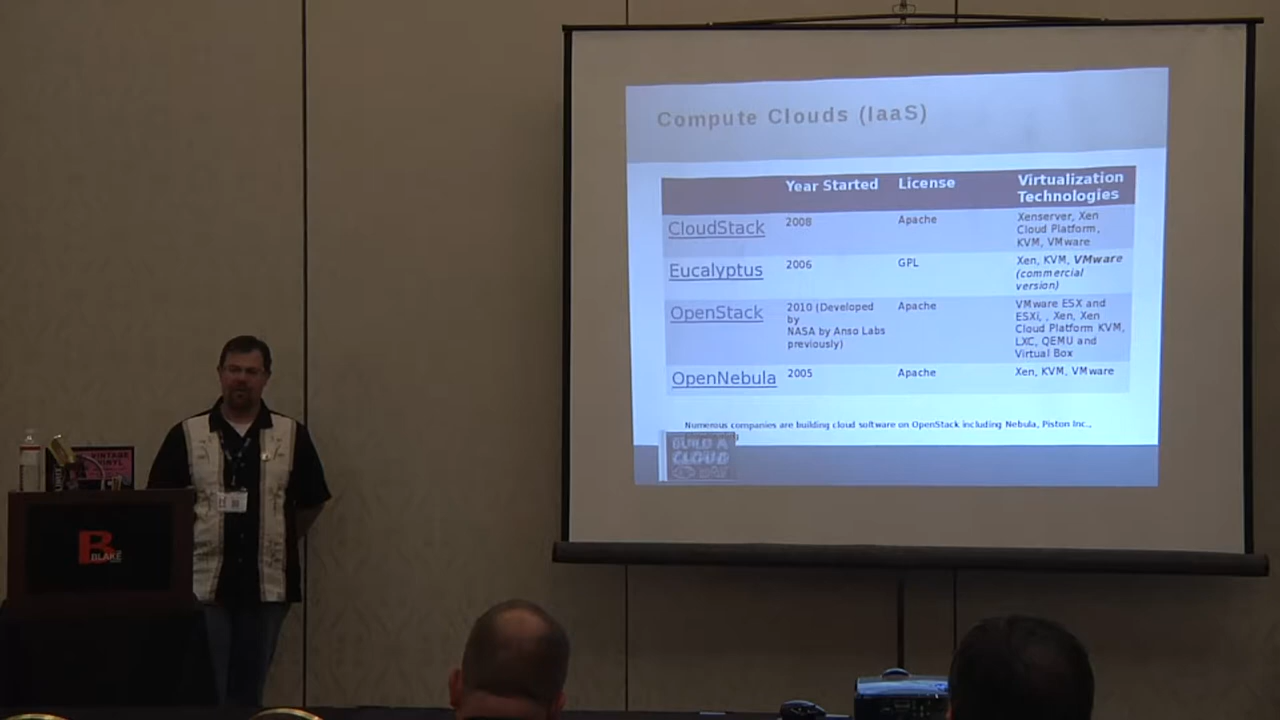 Compute Clouds (IaaS)
Year Started License Virtualization
Technologies
CloudStack 2008 Apache Xenserver, Xen
Cloud Platform,
KVM, VMware
Eucalyptus 2006 GPL Xen, KVM, VMware
(commercial
version)
OpenStack 2010 (Developed
by
NASA by Anso Labs
previously)
Apache VMware ESX and
ESXi, , Xen, Xen
Cloud Platform KVM,
LXC, QEMU and
Virtual Box
OpenNebula 2005 Apache Xen, KVM, VMware
Numerous companies are building cloud software on OpenStack including Nebula, Piston Inc.,
BUILD A
CLOUD
VINTAGE
VINYL
B
BLAKE